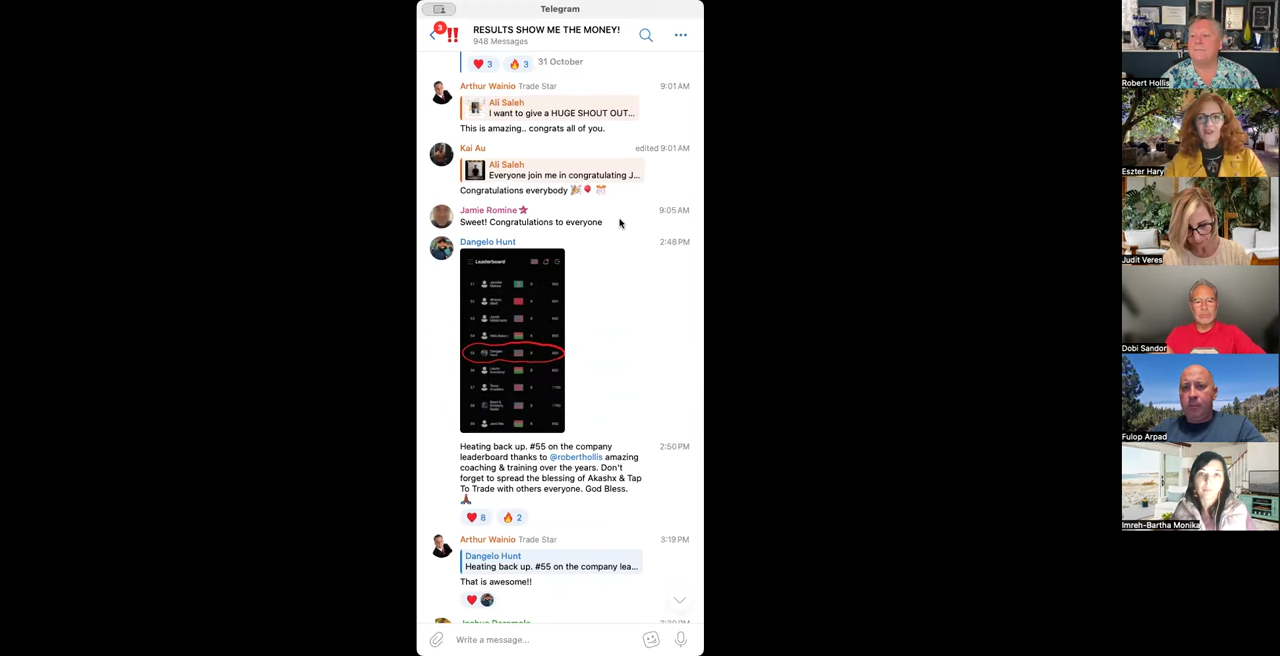 Telegram
3
RESULTS SHOW ME THE MONEY!
948 Messages
3 3 31 October
Arthur Wainio Trade Star 9:01 AM
Ali Saleh
I want to give a HUGE SHOUT OUT...
This is amazing.. congrats all of you.
Kai Au edited 9:01 AM
Ali Saleh
Everyone join me in congratulating J...
Congratulations everybody
Jamie Romine 9:05 AM
Sweet! Congratulations to everyone
Dangelo Hunt 2:48 PM
Leaderboard
Dangelo
Hunt
Heating back up. #55 on the company 2:50 PM
leaderboard thanks to @roberthollis amazing
coaching & training over the years. Don't
forget to spread the blessing of Akashx & Tap
To Trade with others everyone. God Bless.
8 2
Arthur Wainio Trade Star 3:19 PM
Dangelo Hunt
Heating back up. #55 on the company lea...
That is awesome!!
Write a message...
Robert Hollis
Eszter Hary
Judit Veres
Dobi Sandor
Fulop Arpad
Imreh-Bartha Monika